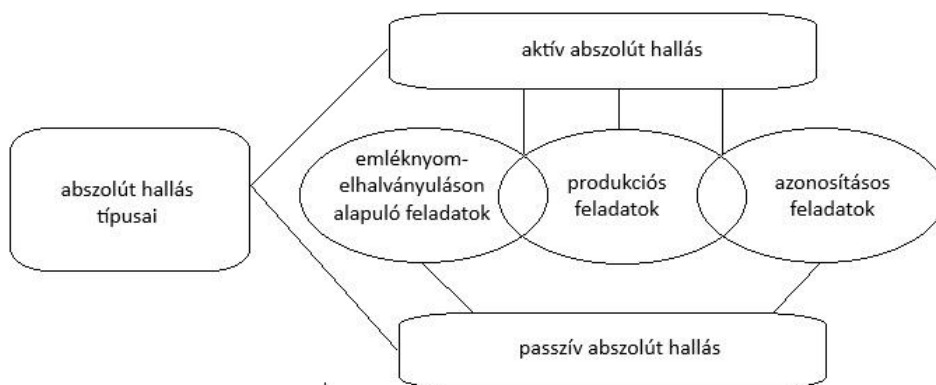 aktív abszolút hallás
abszolút hallás
típusai
emléknyom-
elhalványuláson
alapuló feladatok
produkciós
feladatok
azonosításos
feladatok
passzív abszolút hallás